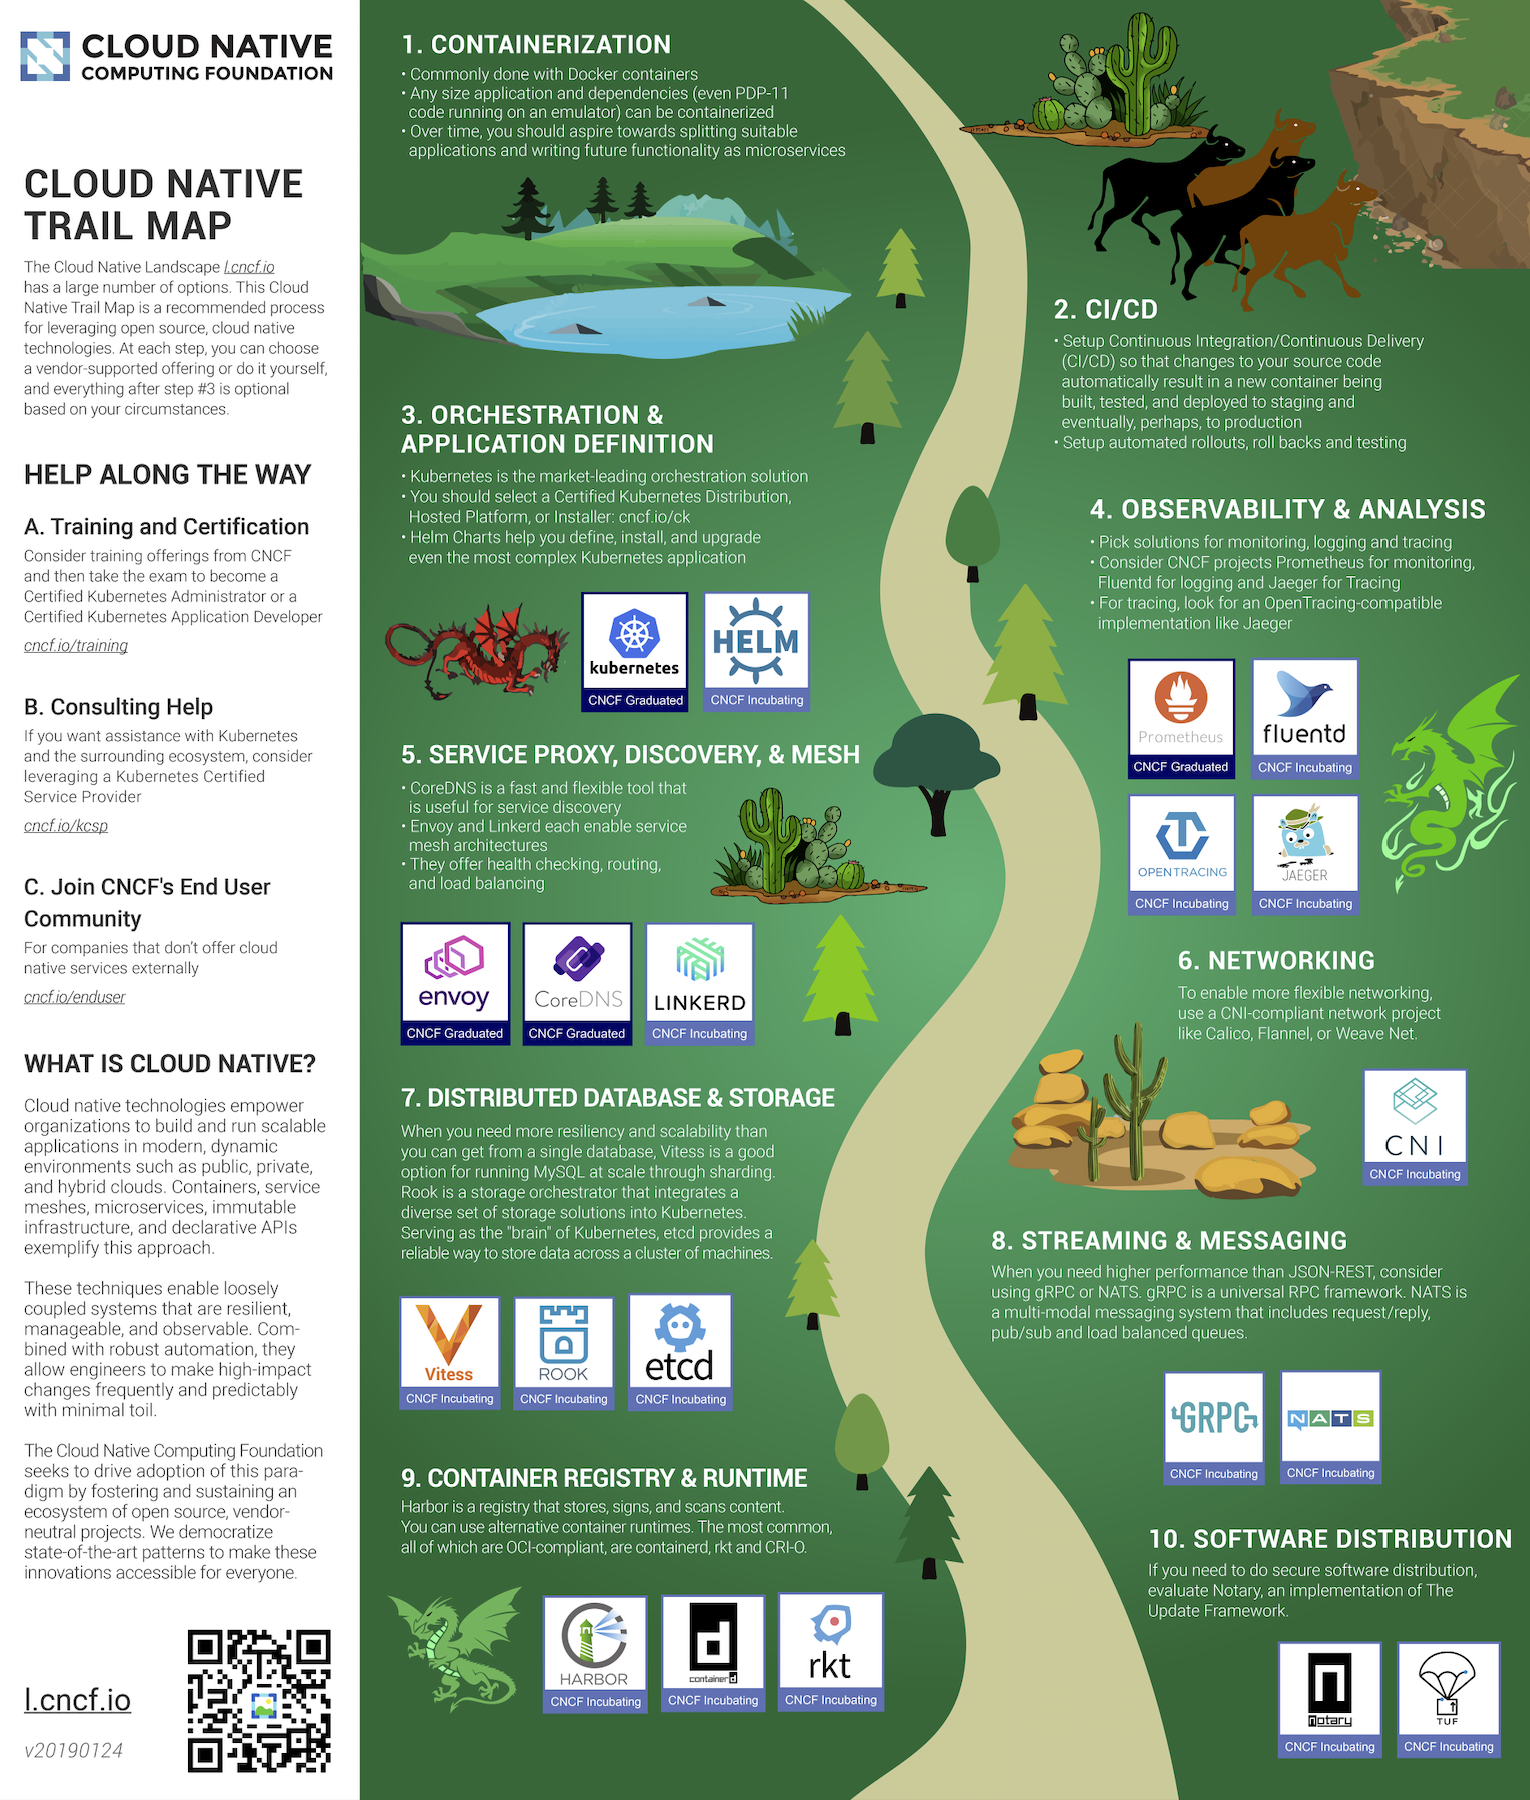 CLOUD NATIVE
COMPUTING FOUNDATION
CLOUD NATIVE
TRAIL MAP
The Cloud Native Landscape l.cncf.io
has a large number of options. This Cloud
Native Trail Map is a recommended process
for leveraging open source, cloud native
technologies. At each step, you can choose
a vendor-supported offering or do it yourself,
and everything after step #3 is optional
based on your circumstances.
HELP ALONG THE WAY
A. Training and Certification
Consider training offerings from CNCF
and then take the exam to become a
Certified Kubernetes Administrator or a
Certified Kubernetes Application Developer
cncf.io/training
B. Consulting Help
If you want assistance with Kubernetes
and the surrounding ecosystem, consider
leveraging a Kubernetes Certified
Service Provider
cncf.io/kcsp
C. Join CNCF's End User
Community
For companies that don't offer cloud
native services externally
cncf.io/enduser
WHAT IS CLOUD NATIVE?
Cloud native technologies empower
organizations to build and run scalable
applications in modern, dynamic
environments such as public, private,
and hybrid clouds. Containers, service
meshes, microservices, immutable
infrastructure, and declarative APIs
exemplify this approach.
These techniques enable loosely
coupled systems that are resilient,
manageable, and observable. Com-
bined with robust automation, they
allow engineers to make high-impact
changes frequently and predictably
with minimal toil.
The Cloud Native Computing Foundation
seeks to drive adoption of this para-
digm by fostering and sustaining an
ecosystem of open source, vendor-
neutral projects. We democratize
state-of-the-art patterns to make these
innovations accessible for everyone.
l.cncf.io
v20190124
1. CONTAINERIZATION
• Commonly done with Docker containers
• Any size application and dependencies (even PDP-11
code running on an emulator) can be containerized
• Over time, you should aspire towards splitting suitable
applications and writing future functionality as microservices
2. CI/CD
• Setup Continuous Integration/Continuous Delivery
(CI/CD) so that changes to your source code
automatically result in a new container being
built, tested, and deployed to staging and
eventually, perhaps, to production
• Setup automated rollouts, roll backs and testing
3. ORCHESTRATION &
APPLICATION DEFINITION
• Kubernetes is the market-leading orchestration solution
• You should select a Certified Kubernetes Distribution,
Hosted Platform, or Installer: cncf.io/ck
• Helm Charts help you define, install, and upgrade
even the most complex Kubernetes application
kubernetes
CNCF Graduated
HELM
CNCF Incubating
4. OBSERVABILITY & ANALYSIS
• Pick solutions for monitoring, logging and tracing
• Consider CNCF projects Prometheus for monitoring,
Fluentd for logging and Jaeger for Tracing
• For tracing, look for an OpenTracing-compatible
implementation like Jaeger
Prometheus
CNCF Graduated
fluentd
CNCF Incubating
OPENTRACING
CNCF Incubating
JAEGER
CNCF Incubating
5. SERVICE PROXY, DISCOVERY, & MESH
• CoreDNS is a fast and flexible tool that
is useful for service discovery
• Envoy and Linkerd each enable service
mesh architectures
• They offer health checking, routing,
and load balancing
envoy
CNCF Graduated
CoreDNS
CNCF Graduated
LINKERD
CNCF Incubating
6. NETWORKING
To enable more flexible networking,
use a CNI-compliant network project
like Calico, Flannel, or Weave Net.
CNI
CNCF Incubating
7. DISTRIBUTED DATABASE & STORAGE
When you need more resiliency and scalability than
you can get from a single database, Vitess is a good
option for running MySQL at scale through sharding.
Rook is a storage orchestrator that integrates a
diverse set of storage solutions into Kubernetes.
Serving as the "brain" of Kubernetes, etcd provides a
reliable way to store data across a cluster of machines.
Vitess
CNCF Incubating
ROOK
CNCF Incubating
etcd
CNCF Incubating
8. STREAMING & MESSAGING
When you need higher performance than JSON-REST, consider
using gRPC or NATS. gRPC is a universal RPC framework. NATS is
a multi-modal messaging system that includes request/reply,
pub/sub and load balanced queues.
GRPC
CNCF Incubating
NATS
CNCF Incubating
9. CONTAINER REGISTRY & RUNTIME
Harbor is a registry that stores, signs, and scans content.
You can use alternative container runtimes. The most common,
all of which are OCI-compliant, are containerd, rkt and CRI-O.
HARBOR
CNCF Incubating
d
containerd
CNCF Incubating
rkt
CNCF Incubating
10. SOFTWARE DISTRIBUTION
If you need to do secure software distribution,
evaluate Notary, an implementation of The
Update Framework.
notary
CNCF Incubating
TUF
CNCF Incubating